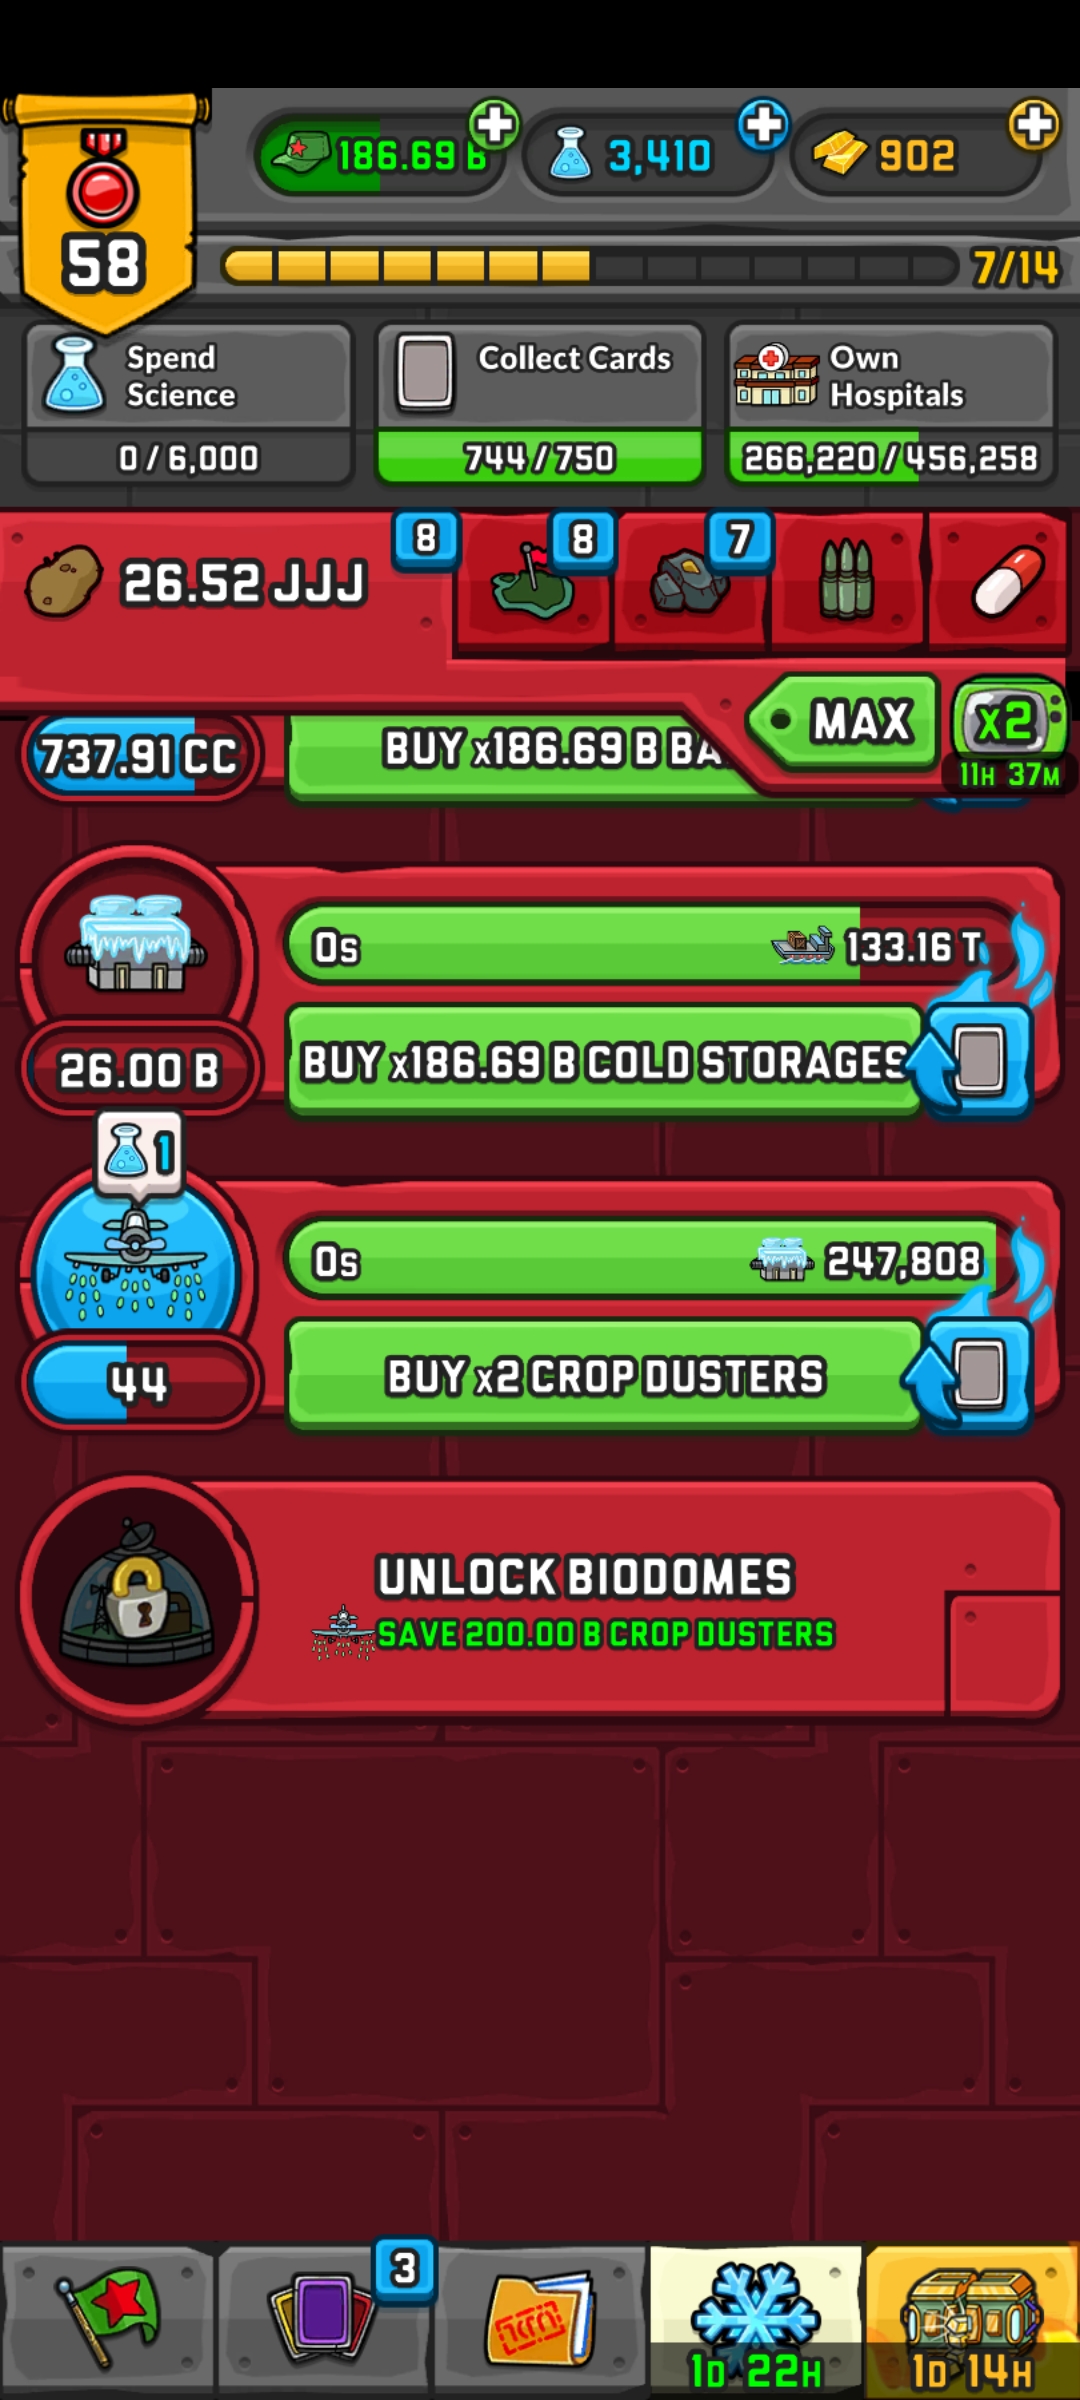 58
186.69 B
3,410
902
7/14
Spend
Science
0 / 6,000
Collect Cards
744 / 750
Own
Hospitals
266,220 / 456,258
26.52 JJJ
8
8
7
MAX
x2
11H 37M
737.91 CC
BUY x186.69 B BA
0s
133.16 T
26.00 B
BUY x186.69 B COLD STORAGES
1
0s
247,808
44
BUY x2 CROP DUSTERS
UNLOCK BIODOMES
SAVE 200.00 B CROP DUSTERS
3
1D 22H
1D 14H